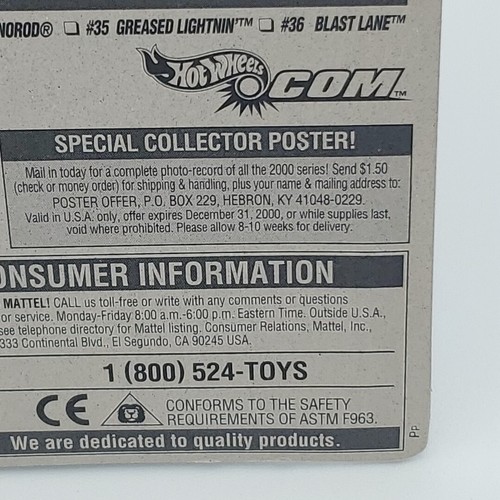 NOROD® ☐ #35 GREASED LIGHTNIN'™ ☐ #36 BLAST LANE™
Hot Wheels .COM™
SPECIAL COLLECTOR POSTER!
Mail in today for a complete photo-record of all the 2000 series! Send $1.50
(check or money order) for shipping & handling, plus your name & mailing address to:
POSTER OFFER, P.O. BOX 229, HEBRON, KY 41048-0229.
Valid in U.S.A. only, offer expires December 31, 2000, or while supplies last,
void where prohibited. Please allow 8-10 weeks for delivery.
ONSUMER INFORMATION
MATTEL! CALL us toll-free or write with any comments or questions
or service. Monday-Friday 8:00 a.m.-6:00 p.m. Eastern Time. Outside U.S.A.,
see telephone directory for Mattel listing. Consumer Relations, Mattel, Inc.,
333 Continental Blvd., El Segundo, CA 90245 USA.
1 (800) 524-TOYS
CE CONFORMS TO THE SAFETY
REQUIREMENTS OF ASTM F963.
We are dedicated to quality products.
Pp